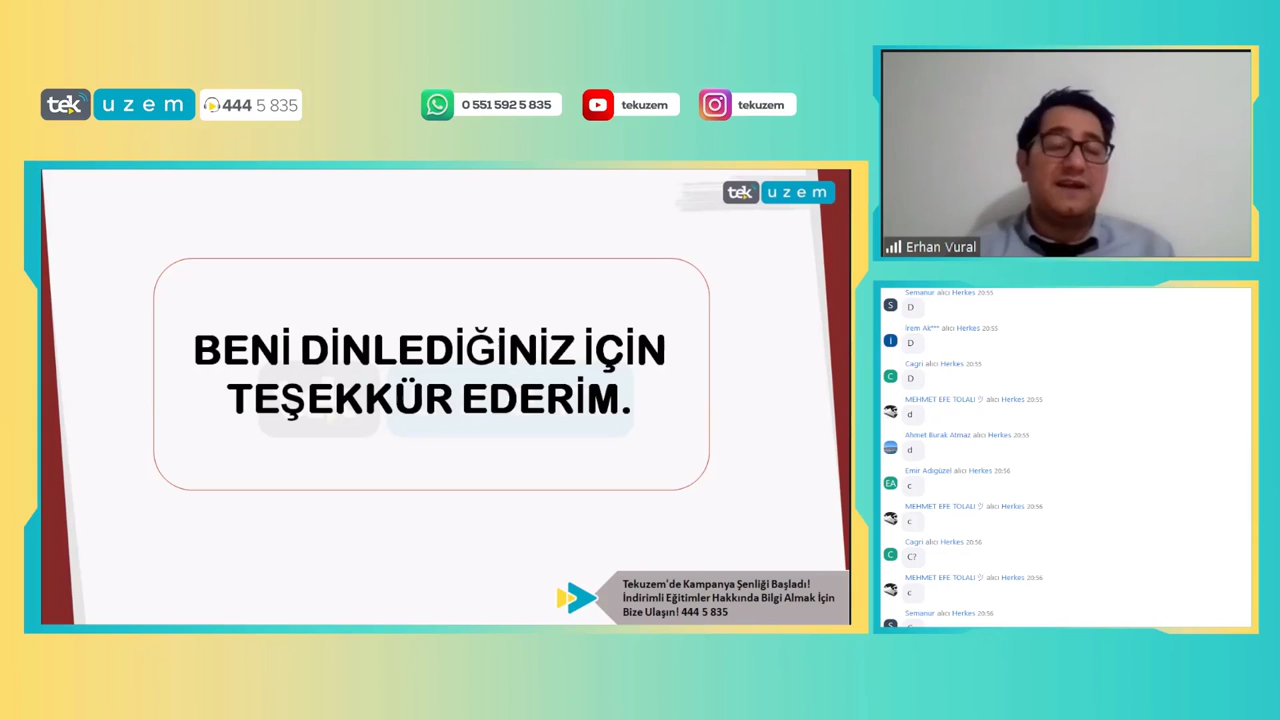 tek uzem 444 5 835
0 551 592 5 835
tekuzem
tekuzem
tek uzem
BENİ DİNLEDİĞİNİZ İÇİN
TEŞEKKÜR EDERİM.
Tekuzem'de Kampanya Şenliği Başladı!
İndirimli Eğitimler Hakkında Bilgi Almak İçin
Bize Ulaşın! 444 5 835
Erhan Vural
Semanur alıcı Herkes 20:55
S D
İrem Ak*** alıcı Herkes 20:55
I D
Cagri alıcı Herkes 20:55
C D
MEHMET EFE TOLALI ツ alıcı Herkes 20:55
d
Ahmet Burak Atmaz alıcı Herkes 20:55
d
Emir Adıgüzel alıcı Herkes 20:56
EA c
MEHMET EFE TOLALI ツ alıcı Herkes 20:56
c
Cagri alıcı Herkes 20:56
C C?
MEHMET EFE TOLALI ツ alıcı Herkes 20:56
c
Semanur alıcı Herkes 20:56
S